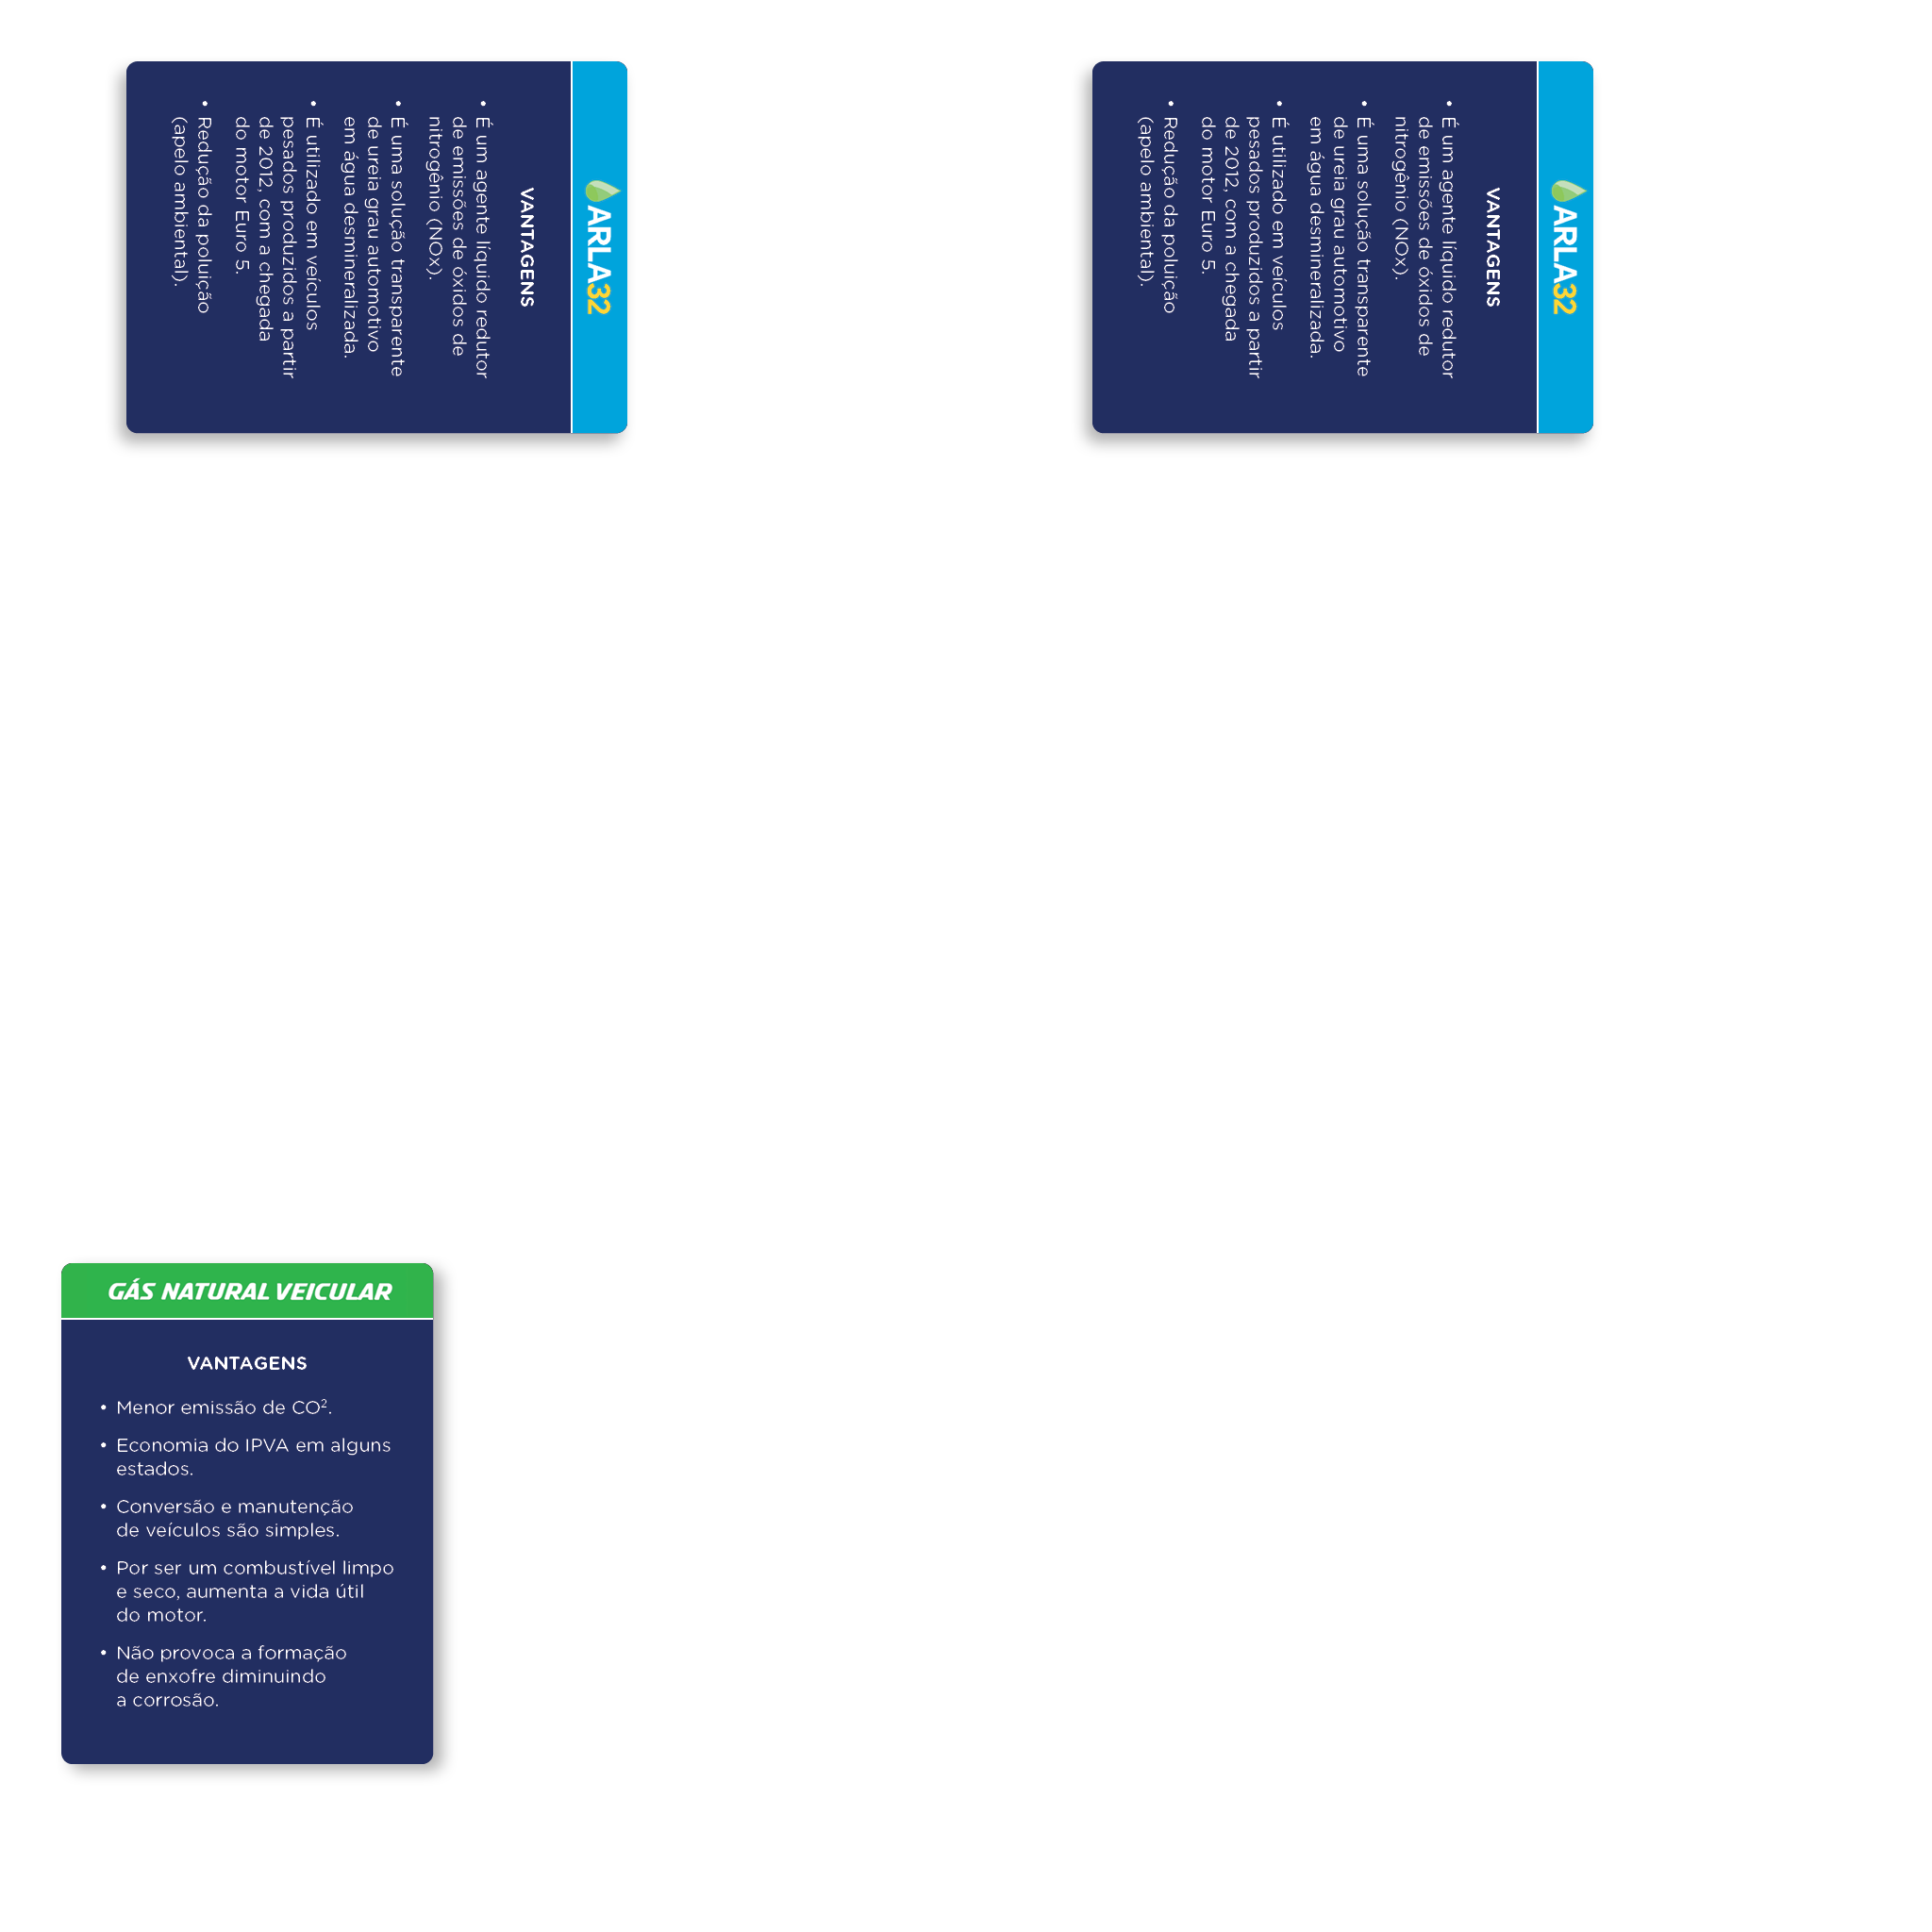 ARLA32
VANTAGENS
• É um agente líquido redutor
de emissões de óxidos de
nitrogênio (NOx).
• É uma solução transparente
de ureia grau automotivo
em água desmineralizada.
• É utilizado em veículos
pesados produzidos a partir
de 2012, com a chegada
do motor Euro 5.
• Redução da poluição
(apelo ambiental).
ARLA32
VANTAGENS
• É um agente líquido redutor
de emissões de óxidos de
nitrogênio (NOx).
• É uma solução transparente
de ureia grau automotivo
em água desmineralizada.
• É utilizado em veículos
pesados produzidos a partir
de 2012, com a chegada
do motor Euro 5.
• Redução da poluição
(apelo ambiental).
GÁS NATURAL VEICULAR
VANTAGENS
• Menor emissão de CO².
• Economia do IPVA em alguns
estados.
• Conversão e manutenção
de veículos são simples.
• Por ser um combustível limpo
e seco, aumenta a vida útil
do motor.
• Não provoca a formação
de enxofre diminuindo
a corrosão.